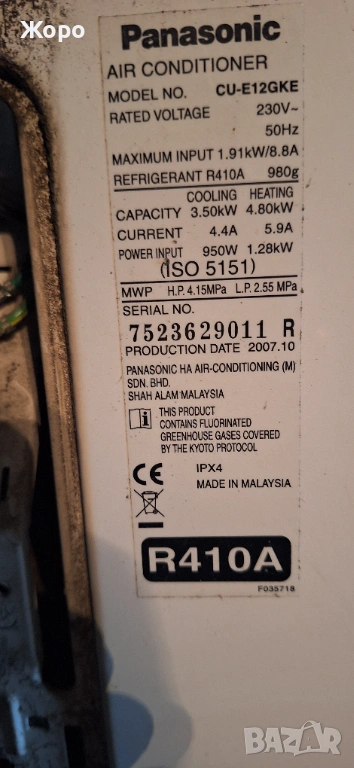 Жоро
Panasonic
AIR CONDITIONER
MODEL NO. CU-E12GKE
RATED VOLTAGE 230V~
50Hz
MAXIMUM INPUT 1.91kW/8.8A
REFRIGERANT R410A 980g
COOLING HEATING
CAPACITY 3.50kW 4.80kW
CURRENT 4.4A 5.9A
POWER INPUT 950W 1.28kW
(ISO 5151)
MWP H.P. 4.15MPa L.P. 2.55 MPa
SERIAL NO.
7523629011 R
PRODUCTION DATE 2007.10
PANASONIC HA AIR-CONDITIONING (M)
SDN. BHD.
SHAH ALAM MALAYSIA
THIS PRODUCT
CONTAINS FLUORINATED
GREENHOUSE GASES COVERED
BY THE KYOTO PROTOCOL
CE IPX4
MADE IN MALAYSIA
R410A
F035718
bazar.bg